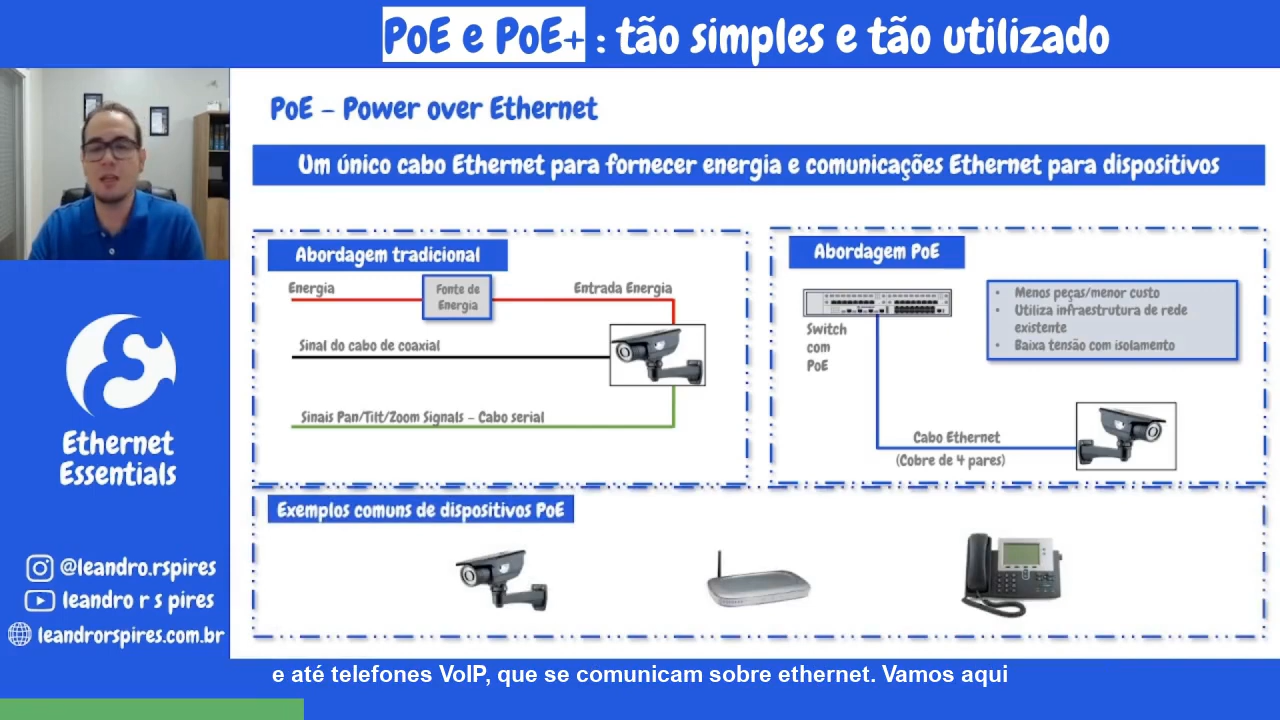 PoE e PoE+ : tão simples e tão utilizado
PoE – Power over Ethernet
Um único cabo Ethernet para fornecer energia e comunicações Ethernet para dispositivos
Abordagem tradicional
Energia
Fonte de
Energia
Entrada Energia
Sinal do cabo de coaxial
Sinais Pan/Tilt/Zoom Signals – Cabo serial
Abordagem PoE
Switch
com
PoE
• Menos peças/menor custo
• Utiliza infraestrutura de rede
existente
• Baixa tensão com isolamento
Cabo Ethernet
(Cobre de 4 pares)
Exemplos comuns de dispositivos PoE
Ethernet
Essentials
@leandro.rspires
leandro r s pires
leandrorspires.com.br
e até telefones VoIP, que se comunicam sobre ethernet. Vamos aqui